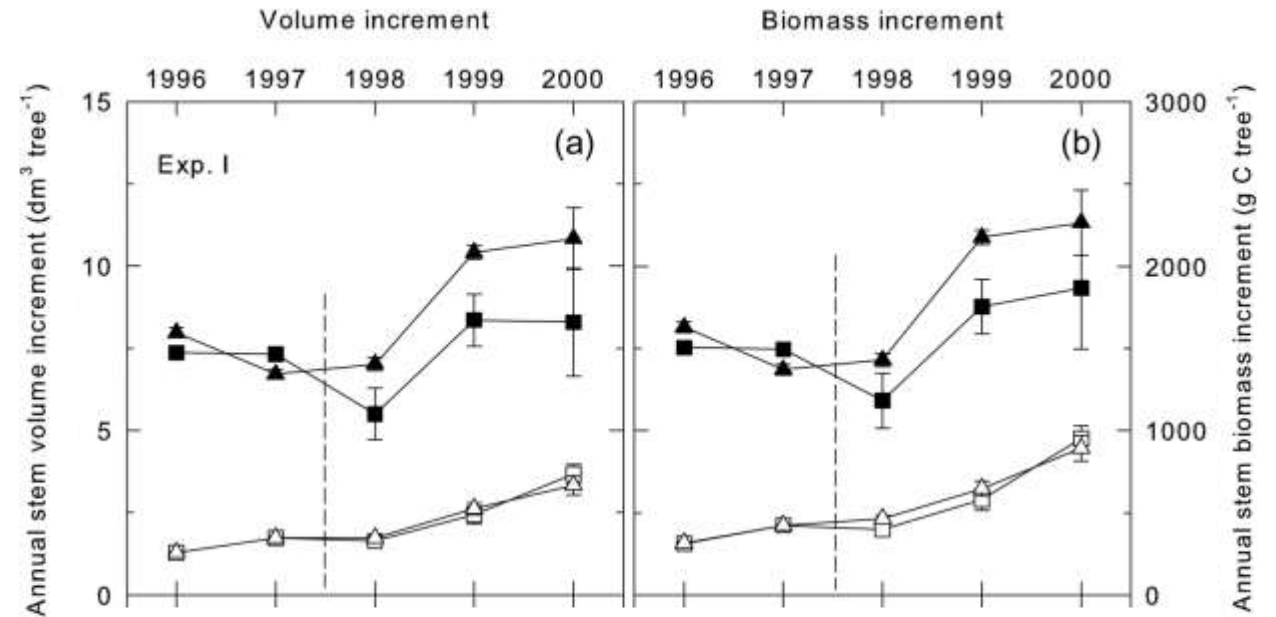 Volume increment
Biomass increment
1996 1997 1998 1999 2000
1996 1997 1998 1999 2000
15
10
5
0
3000
2000
1000
0
Exp. I
(a)
(b)
Annual stem volume increment (dm³ tree⁻¹)
Annual stem biomass increment (g C tree⁻¹)